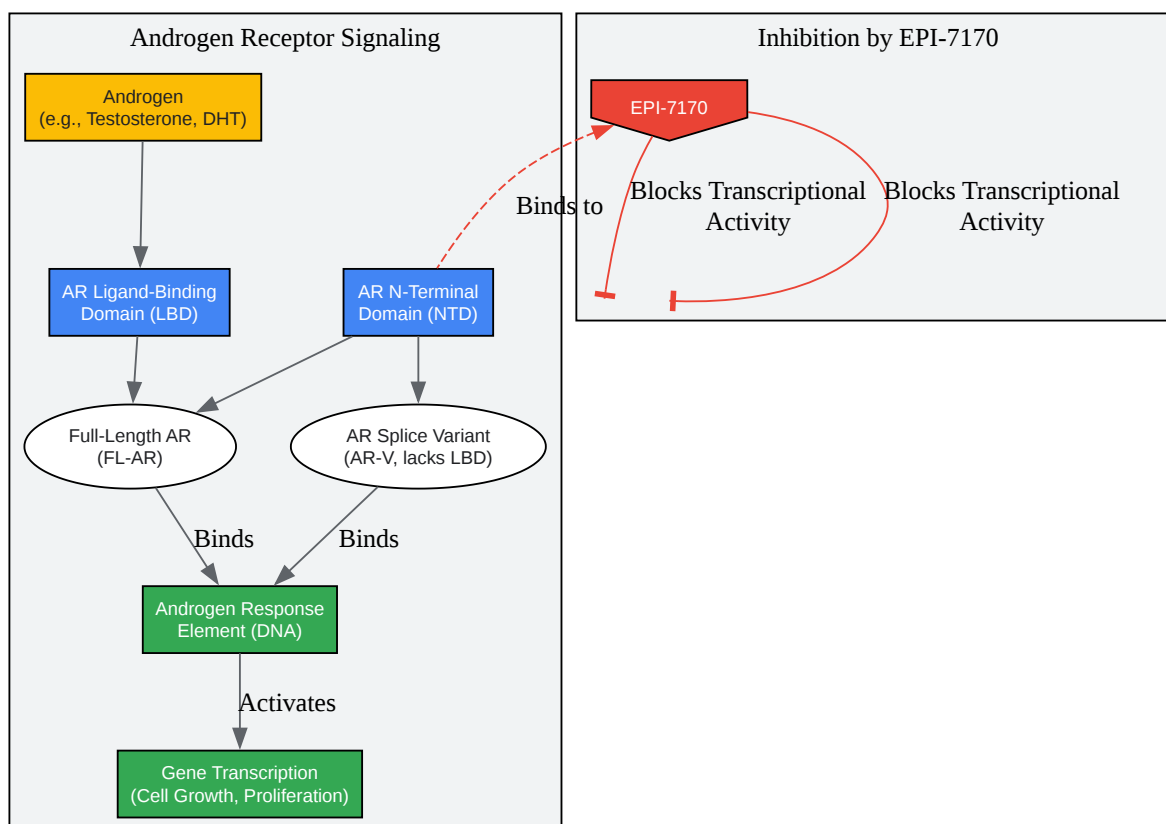 Androgen Receptor Signaling
Androgen
(e.g., Testosterone, DHT)
AR Ligand-Binding
Domain (LBD)
AR N-Terminal
Domain (NTD)
Full-Length AR
(FL-AR)
AR Splice Variant
(AR-V, lacks LBD)
Binds
Binds
Androgen Response
Element (DNA)
Activates
Gene Transcription
(Cell Growth, Proliferation)
Inhibition by EPI-7170
EPI-7170
Binds to
Blocks Transcriptional
Activity
Blocks Transcriptional
Activity